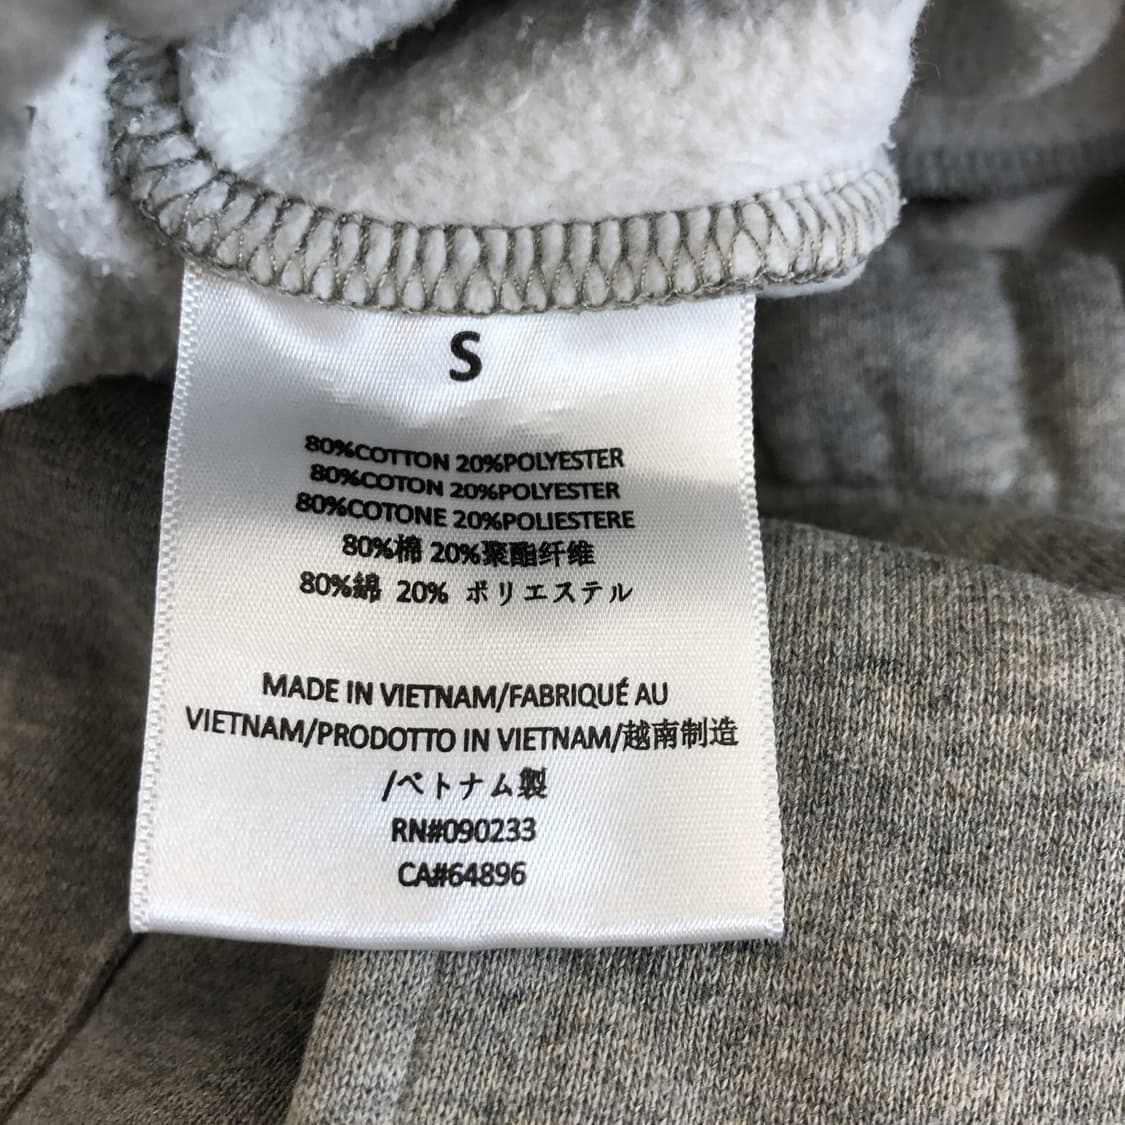 S
80%COTTON 20%POLYESTER
80%COTON 20%POLYESTER
80%COTONE 20%POLIESTERE
80%棉 20%聚酯纤维
80%綿 20% ポリエステル
MADE IN VIETNAM/FABRIQUÉ AU
VIETNAM/PRODOTTO IN VIETNAM/越南制造
/ベトナム製
RN#090233
CA#64896